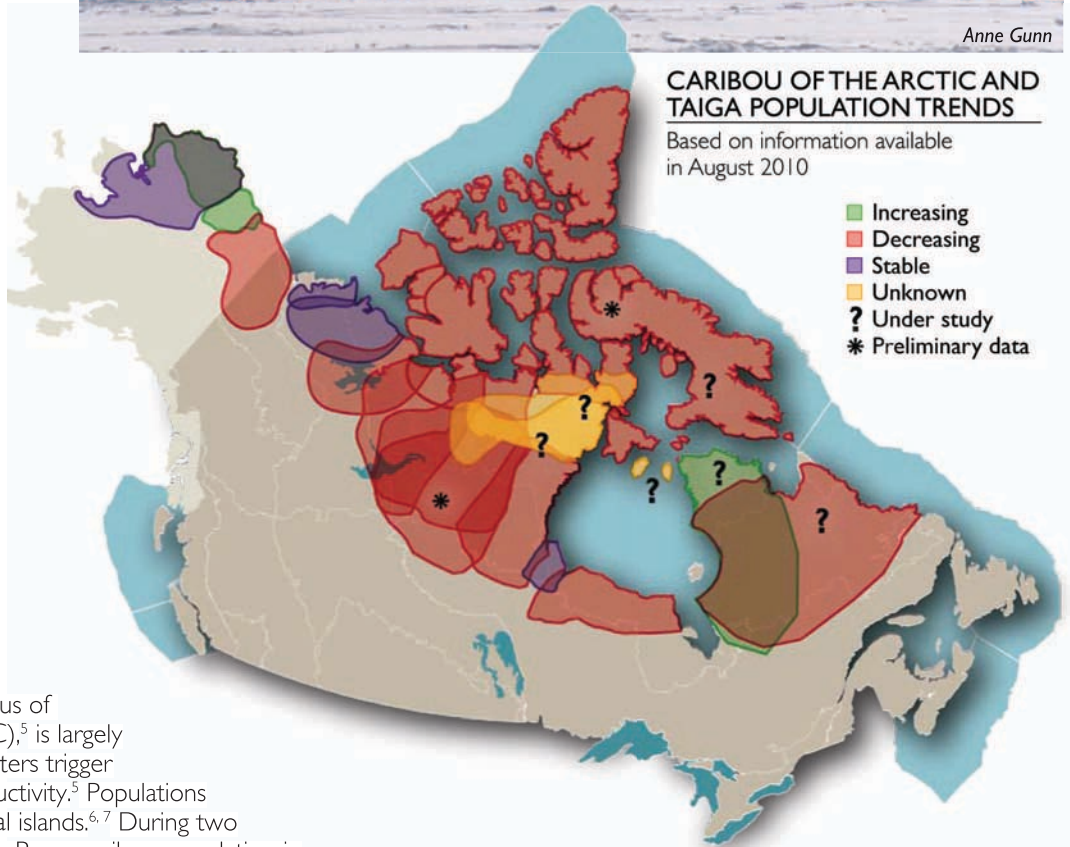 Anne Gunn
CARIBOU OF THE ARCTIC AND
TAIGA POPULATION TRENDS
Based on information available
in August 2010
Increasing
Decreasing
Stable
Unknown
? Under study
* Preliminary data
*
?
?
?
?
?
?
*
us of
C),5 is largely
ters trigger
uctivity.5 Populations
al islands.6, 7 During two